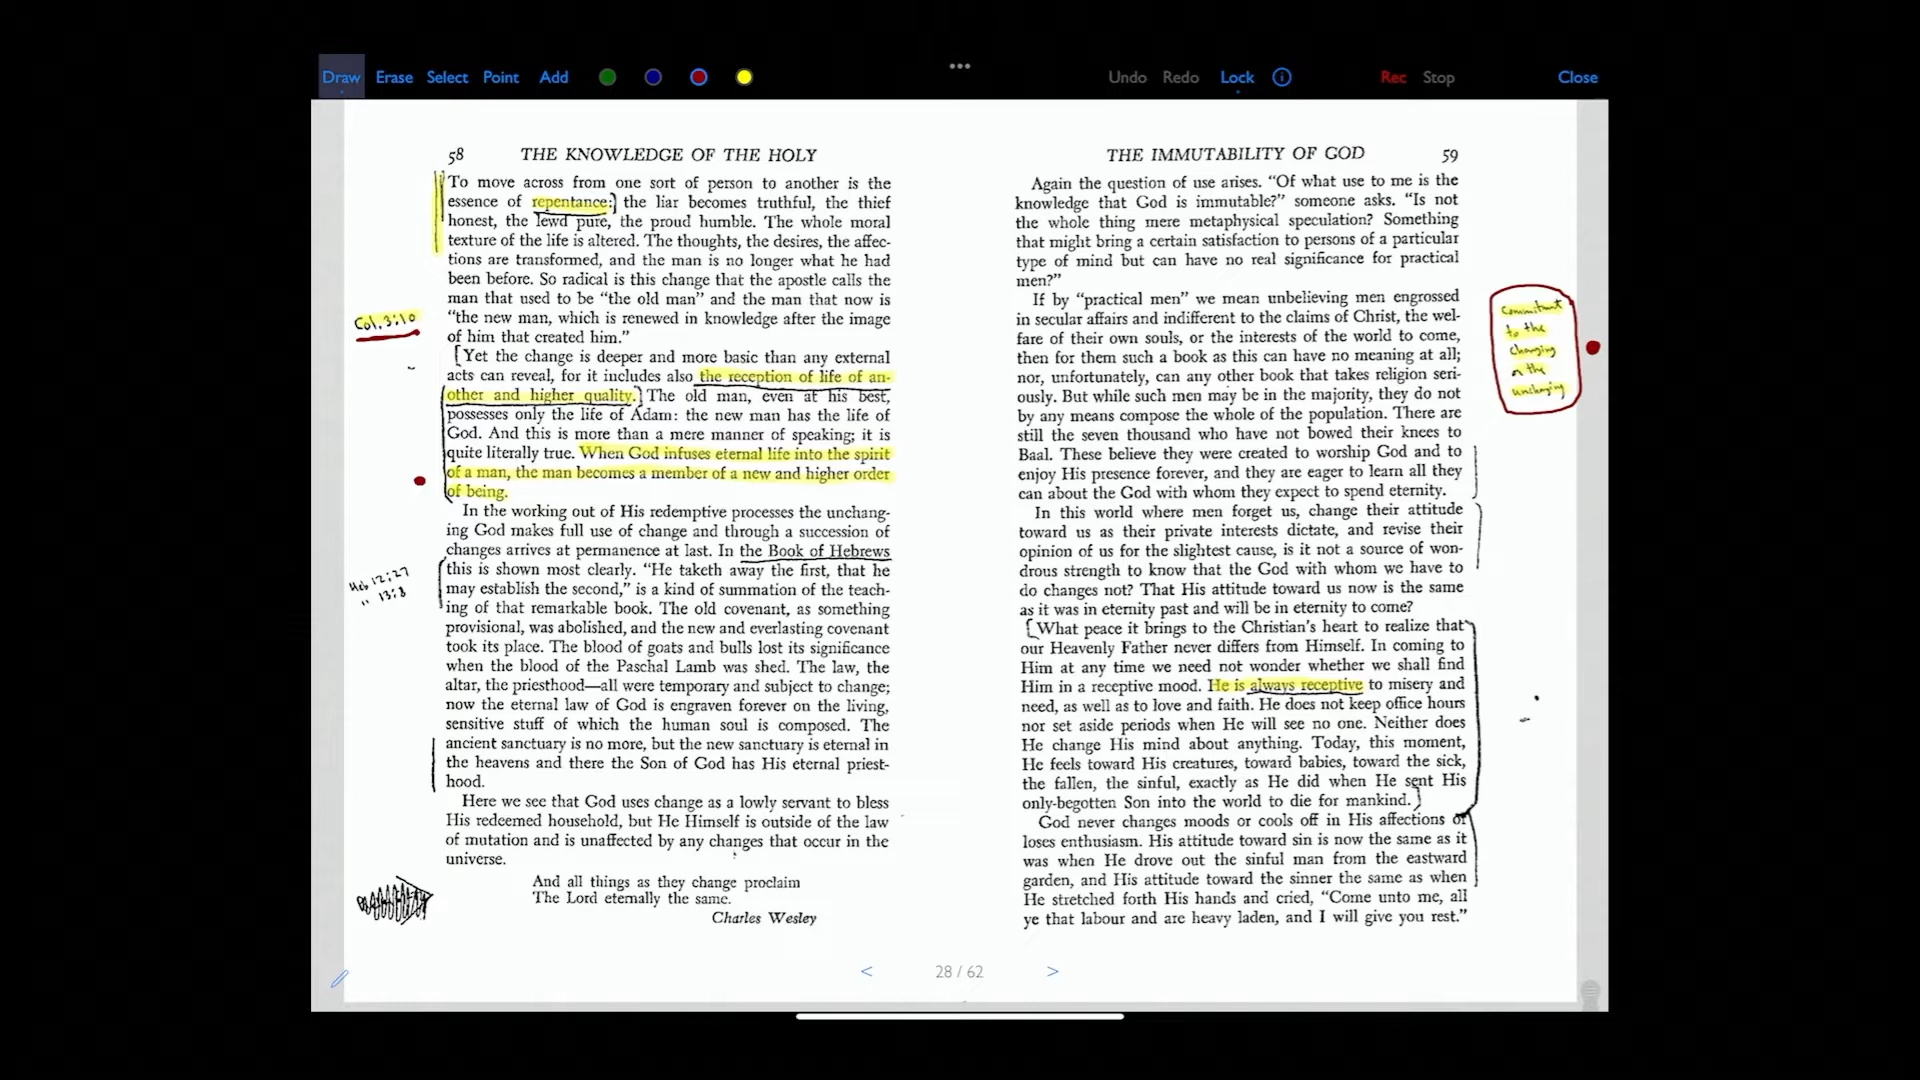 Draw Erase Select Point Add Undo Redo Lock Rec Stop Close
58 THE KNOWLEDGE OF THE HOLY
To move across from one sort of person to another is the
essence of repentance:] the liar becomes truthful, the thief
honest, the lewd pure, the proud humble. The whole moral
texture of the life is altered. The thoughts, the desires, the affec-
tions are transformed, and the man is no longer what he had
been before. So radical is this change that the apostle calls the
man that used to be “the old man” and the man that now is
“the new man, which is renewed in knowledge after the image
of him that created him.”
Col. 3:10
[Yet the change is deeper and more basic than any external
acts can reveal, for it includes also the reception of life of an-
other and higher quality.] The old man, even at his best,
possesses only the life of Adam: the new man has the life of
God. And this is more than a mere manner of speaking; it is
quite literally true. When God infuses eternal life into the spirit
of a man, the man becomes a member of a new and higher order
of being.
In the working out of His redemptive processes the unchang-
ing God makes full use of change and through a succession of
changes arrives at permanence at last. In the Book of Hebrews
this is shown most clearly. “He taketh away the first, that he
may establish the second,” is a kind of summation of the teach-
ing of that remarkable book. The old covenant, as something
provisional, was abolished, and the new and everlasting covenant
took its place. The blood of goats and bulls lost its significance
when the blood of the Paschal Lamb was shed. The law, the
altar, the priesthood—all were temporary and subject to change;
now the eternal law of God is engraven forever on the living,
sensitive stuff of which the human soul is composed. The
ancient sanctuary is no more, but the new sanctuary is eternal in
the heavens and there the Son of God has His eternal priest-
hood.
Heb 12:27
" 13:8
Here we see that God uses change as a lowly servant to bless
His redeemed household, but He Himself is outside of the law
of mutation and is unaffected by any changes that occur in the
universe.
And all things as they change proclaim
The Lord eternally the same.
Charles Wesley
THE IMMUTABILITY OF GOD 59
Again the question of use arises. “Of what use to me is the
knowledge that God is immutable?” someone asks. “Is not
the whole thing mere metaphysical speculation? Something
that might bring a certain satisfaction to persons of a particular
type of mind but can have no real significance for practical
men?”
If by “practical men” we mean unbelieving men engrossed
in secular affairs and indifferent to the claims of Christ, the wel-
fare of their own souls, or the interests of the world to come,
then for them such a book as this can have no meaning at all;
nor, unfortunately, can any other book that takes religion seri-
ously. But while such men may be in the majority, they do not
by any means compose the whole of the population. There are
still the seven thousand who have not bowed their knees to
Baal. These believe they were created to worship God and to
enjoy His presence forever, and they are eager to learn all they
can about the God with whom they expect to spend eternity.
to the
changing
the
unchanging
In this world where men forget us, change their attitude
toward us as their private interests dictate, and revise their
opinion of us for the slightest cause, is it not a source of won-
drous strength to know that the God with whom we have to
do changes not? That His attitude toward us now is the same
as it was in eternity past and will be in eternity to come?
[What peace it brings to the Christian’s heart to realize that
our Heavenly Father never differs from Himself. In coming to
Him at any time we need not wonder whether we shall find
Him in a receptive mood. He is always receptive to misery and
need, as well as to love and faith. He does not keep office hours
nor set aside periods when He will see no one. Neither does
He change His mind about anything. Today, this moment,
He feels toward His creatures, toward babies, toward the sick,
the fallen, the sinful, exactly as He did when He sent His
only-begotten Son into the world to die for mankind.]
God never changes moods or cools off in His affections or
loses enthusiasm. His attitude toward sin is now the same as it
was when He drove out the sinful man from the eastward
garden, and His attitude toward the sinner the same as when
He stretched forth His hands and cried, “Come unto me, all
ye that labour and are heavy laden, and I will give you rest.”
< 28 / 62 >